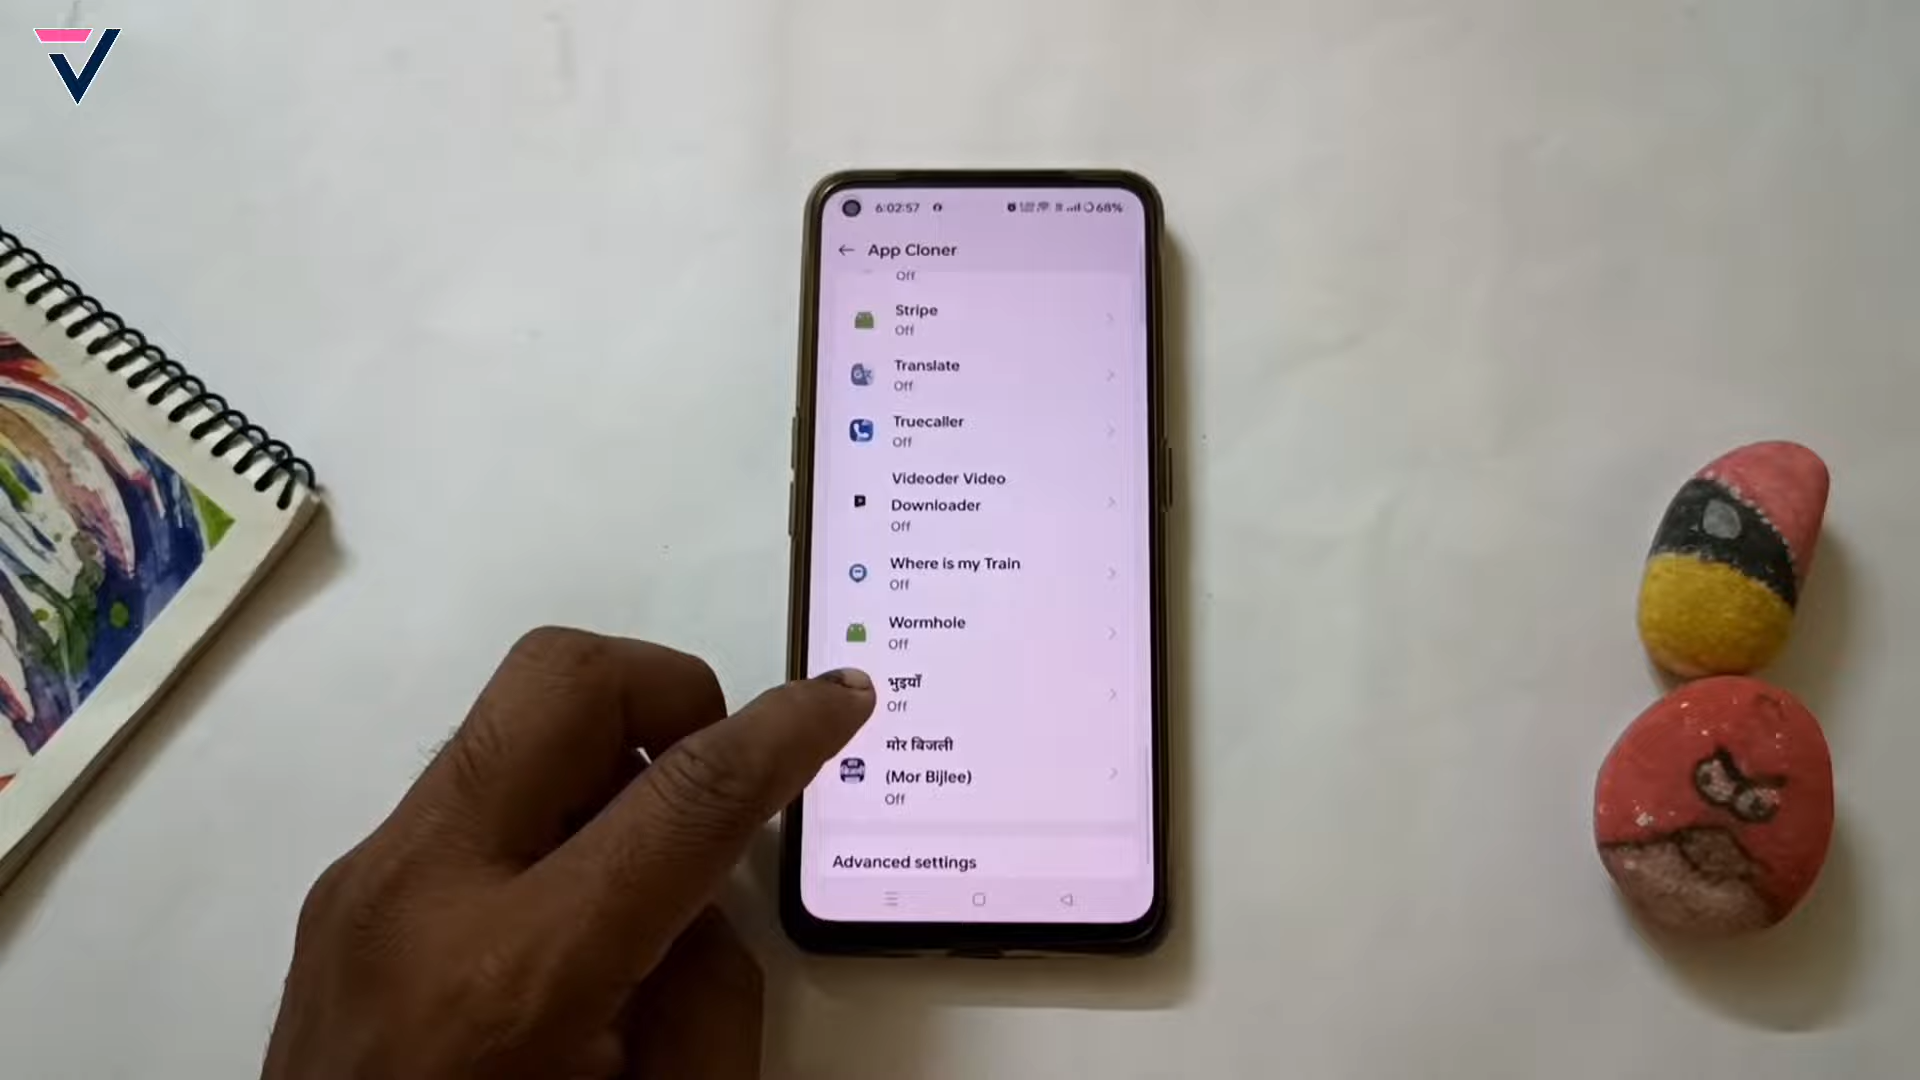 6:02:57
68%
App Cloner
Off
Stripe
Off
Translate
Off
Truecaller
Off
Videoder Video
Downloader
Off
Where is my Train
Off
Wormhole
Off
भुइयाँ
Off
मोर बिजली
(Mor Bijlee)
Off
Advanced settings